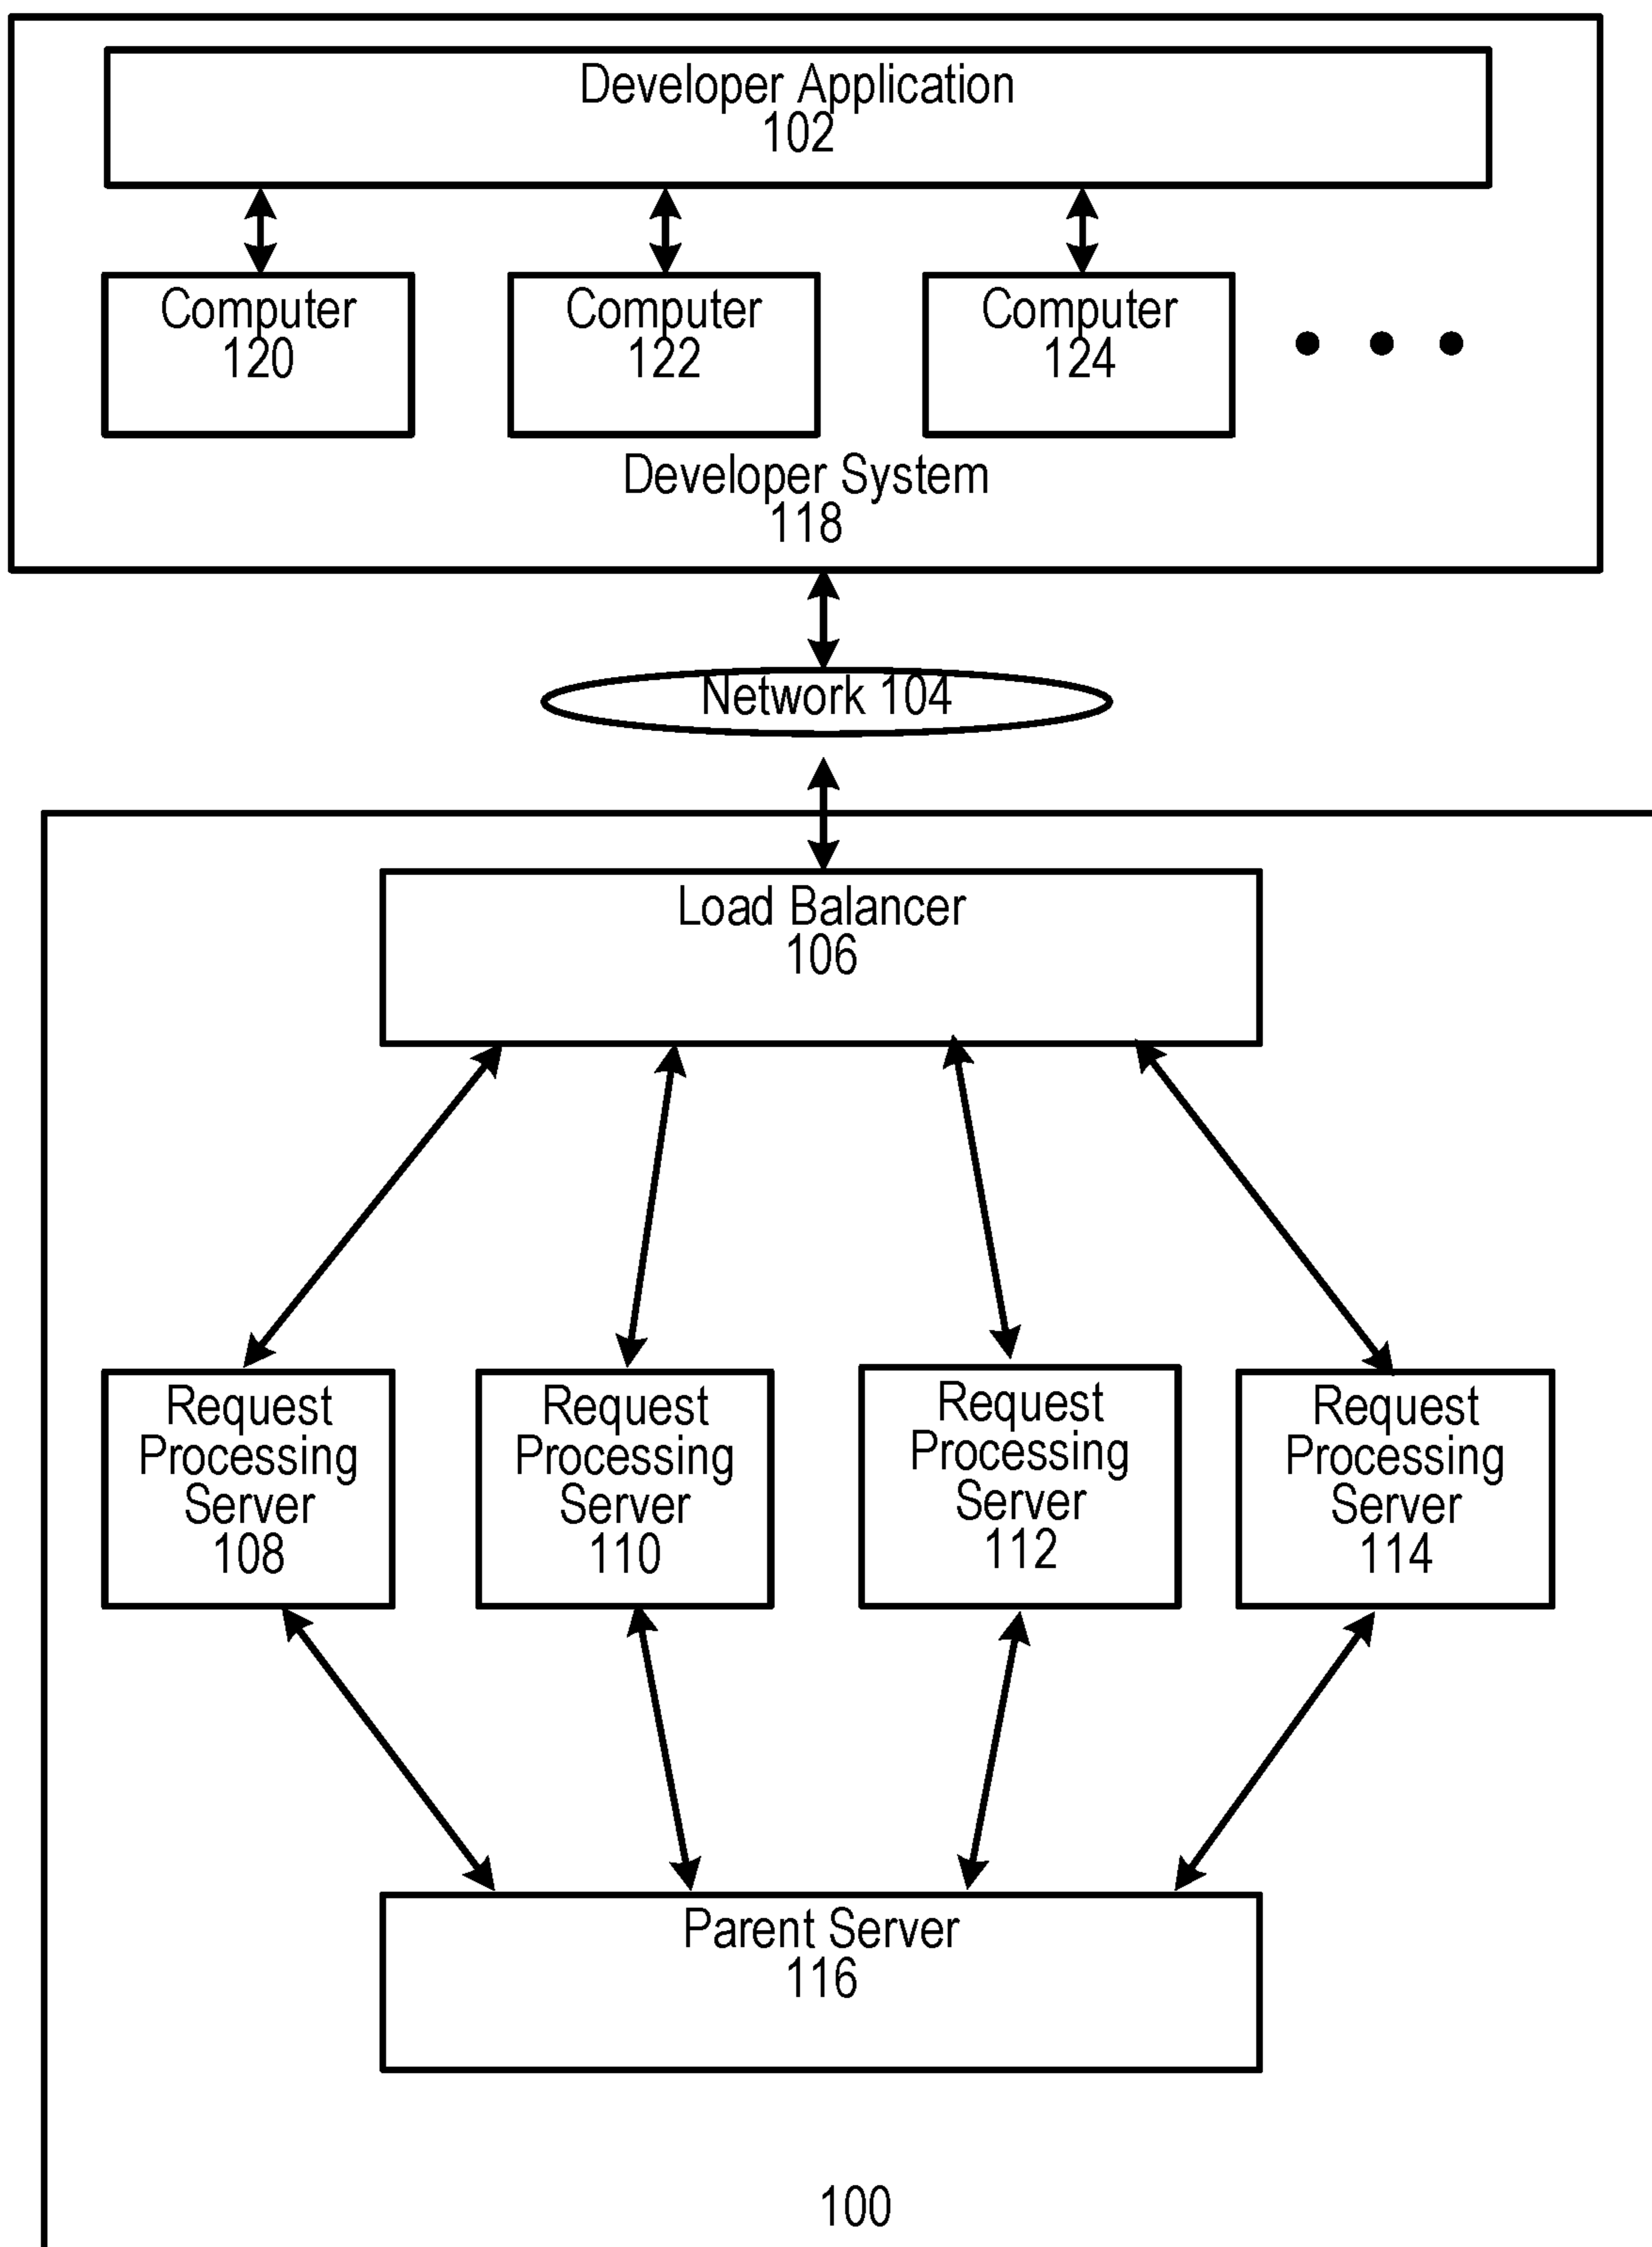 Developer Application
102
Computer
120
Computer
122
Computer
124
Developer System
118
Network 104
Load Balancer
106
Request
Processing
Server
108
Request
Processing
Server
110
Request
Processing
Server
112
Request
Processing
Server
114
Parent Server
116
100